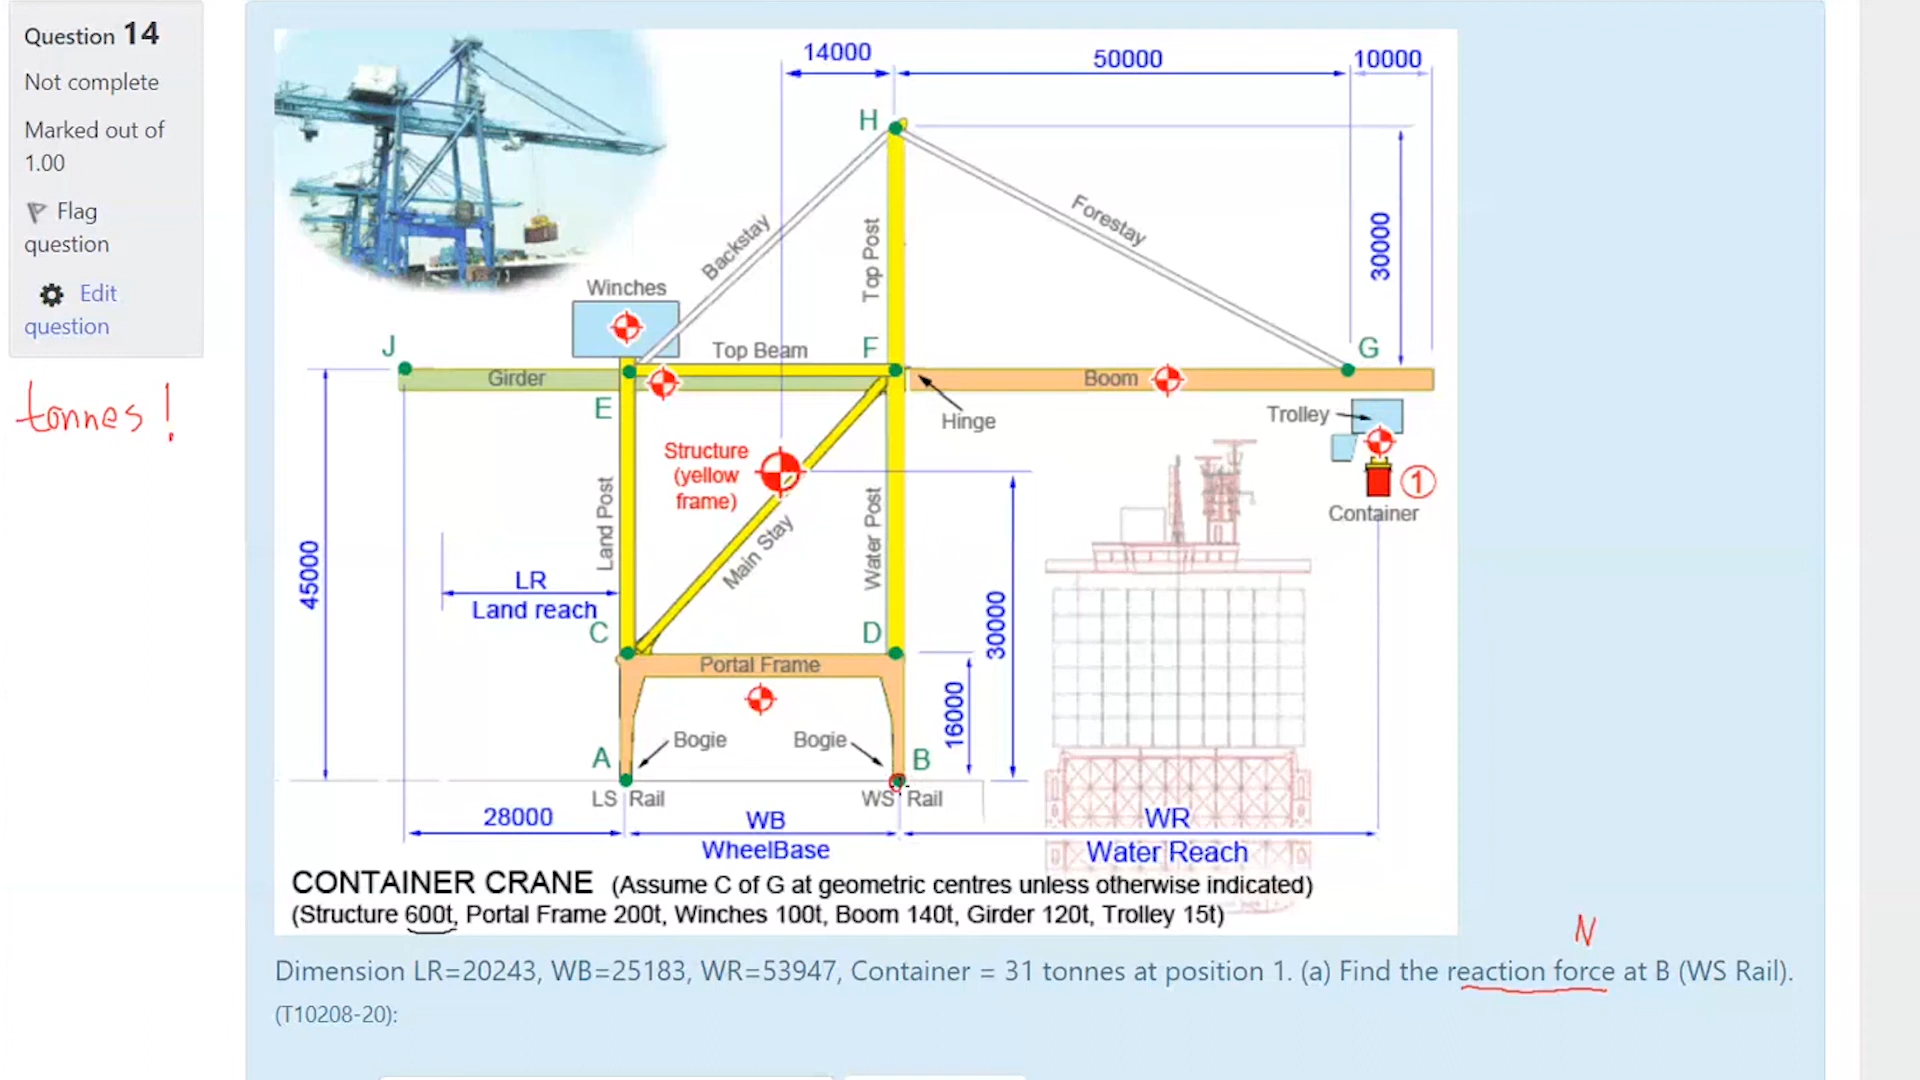 Question 14
Not complete
Marked out of
1.00
Flag
question
Edit
question
tonnes!
14000
50000
10000
H
Backstay
Top Post
Forestay
30000
Winches
J
Top Beam
F
G
Girder
Boom
E
Hinge
Trolley
Structure
(yellow
frame)
1
Container
Land Post
Main Stay
Water Post
45000
LR
Land reach
C
D
30000
Portal Frame
16000
Bogie
Bogie
A
B
LS Rail
WS Rail
28000
WB
WheelBase
WR
Water Reach
CONTAINER CRANE (Assume C of G at geometric centres unless otherwise indicated)
(Structure 600t, Portal Frame 200t, Winches 100t, Boom 140t, Girder 120t, Trolley 15t)
N
Dimension LR=20243, WB=25183, WR=53947, Container = 31 tonnes at position 1. (a) Find the reaction force at B (WS Rail).
(T10208-20):